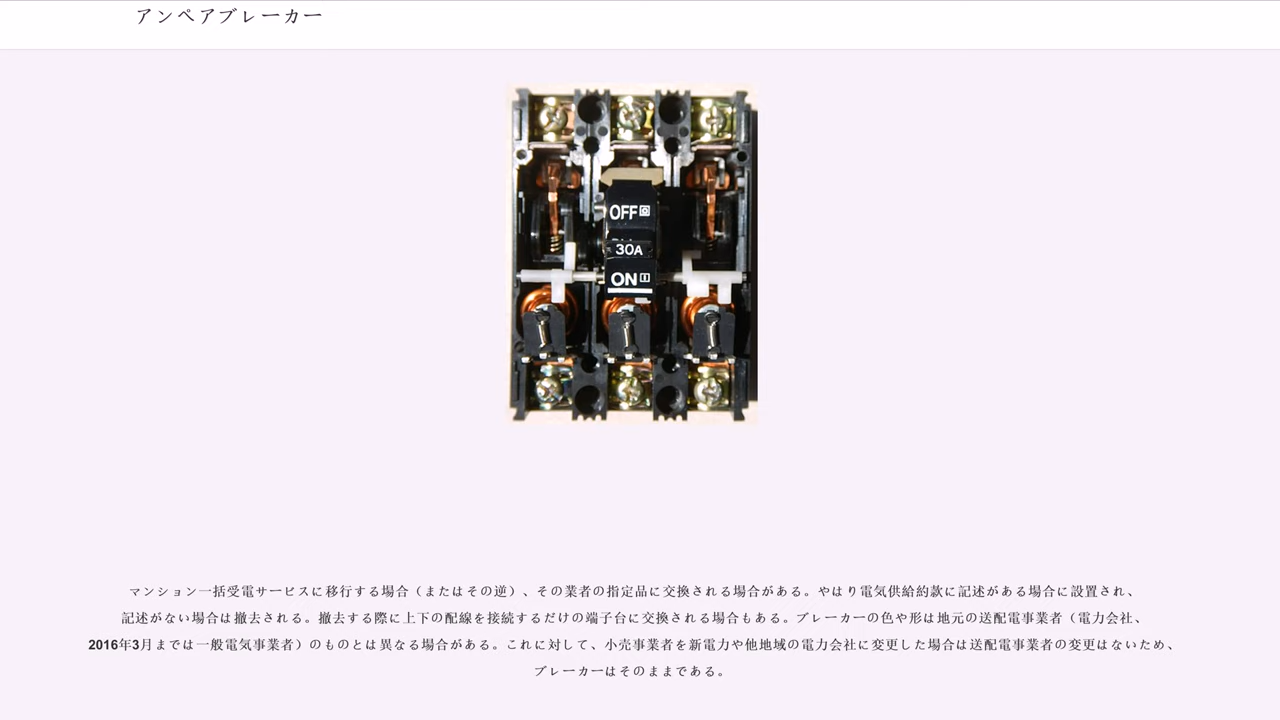 アンペアブレーカー
OFF
30A
ON
マンション一括受電サービスに移行する場合（またはその逆）、その業者の指定品に交換される場合がある。やはり電気供給約款に記述がある場合に設置され、
記述がない場合は撤去される。撤去する際に上下の配線を接続するだけの端子台に交換される場合もある。ブレーカーの色や形は地元の送配電事業者（電力会社、
2016年3月までは一般電気事業者）のものとは異なる場合がある。これに対して、小売事業者を新電力や他地域の電力会社に変更した場合は送配電事業者の変更はないため、
ブレーカーはそのままである。